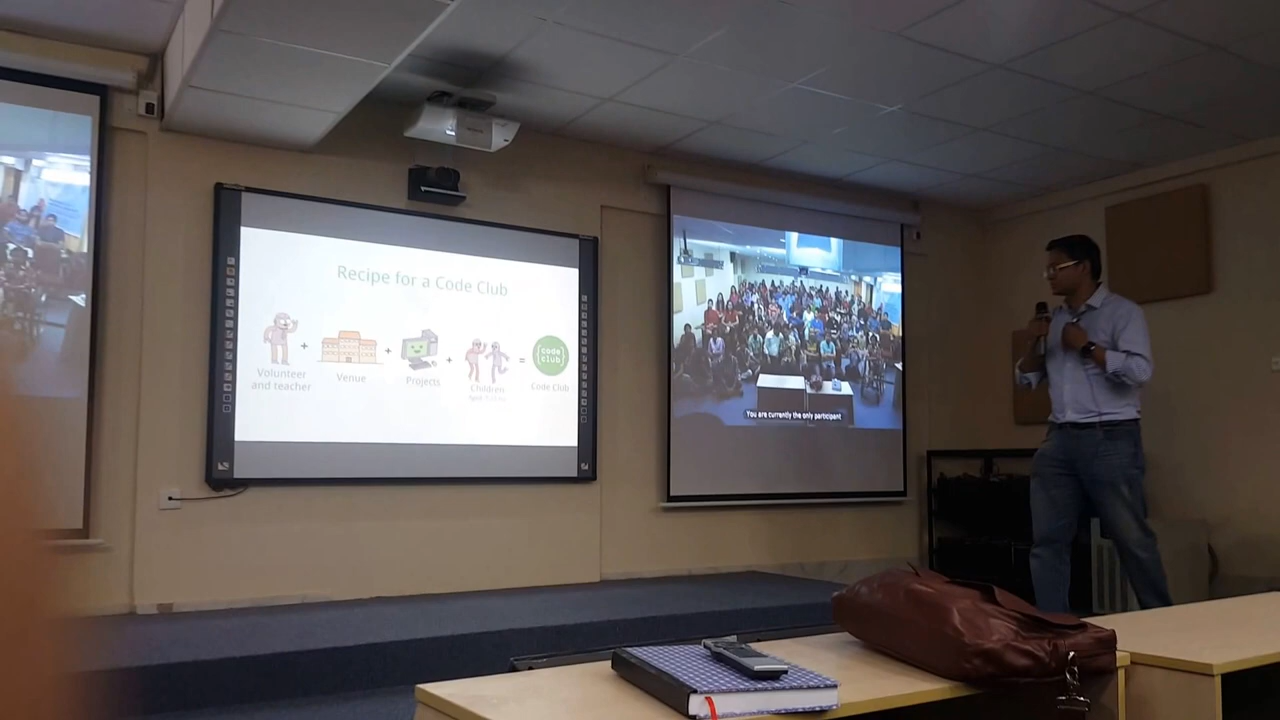 Recipe for a Code Club
Volunteer
and teacher
+
Venue
+
Projects
+
Children
=
{code
club}
Code Club
You are currently the only participant